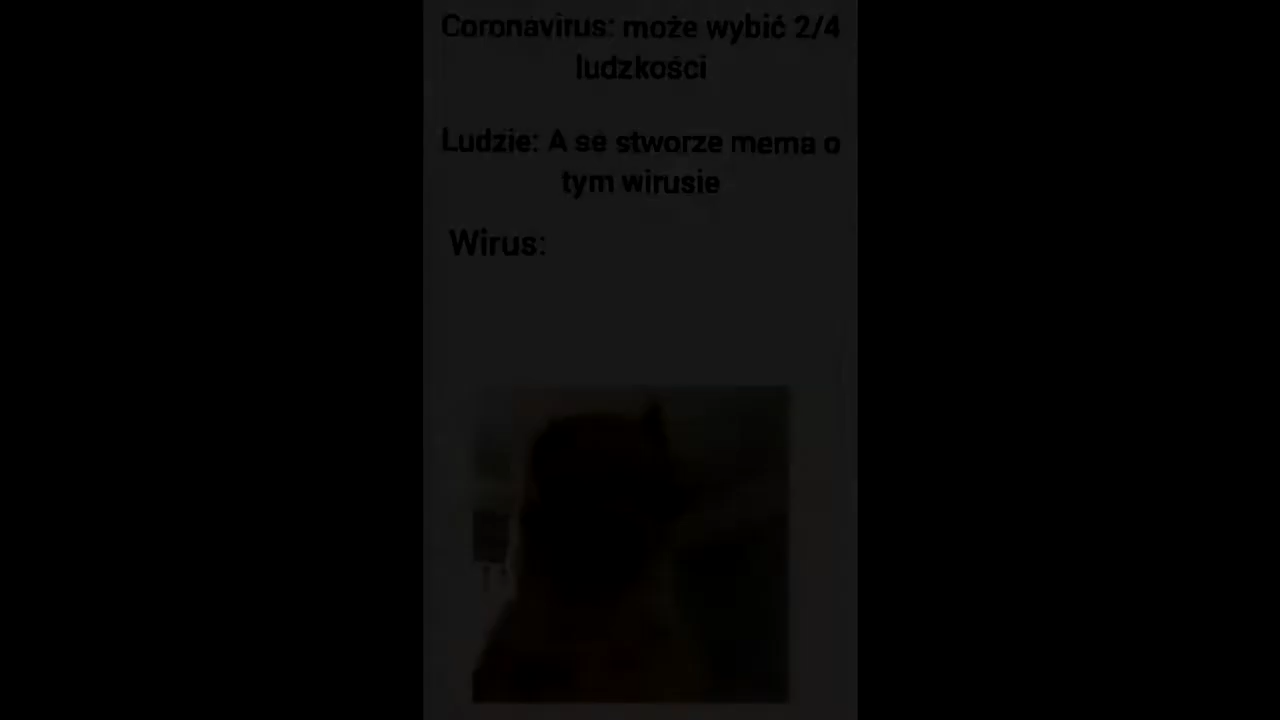 Coronavirus: może wybić 2/4
ludzkości
Ludzie: A se stworze mema o
tym wirusie
Wirus: